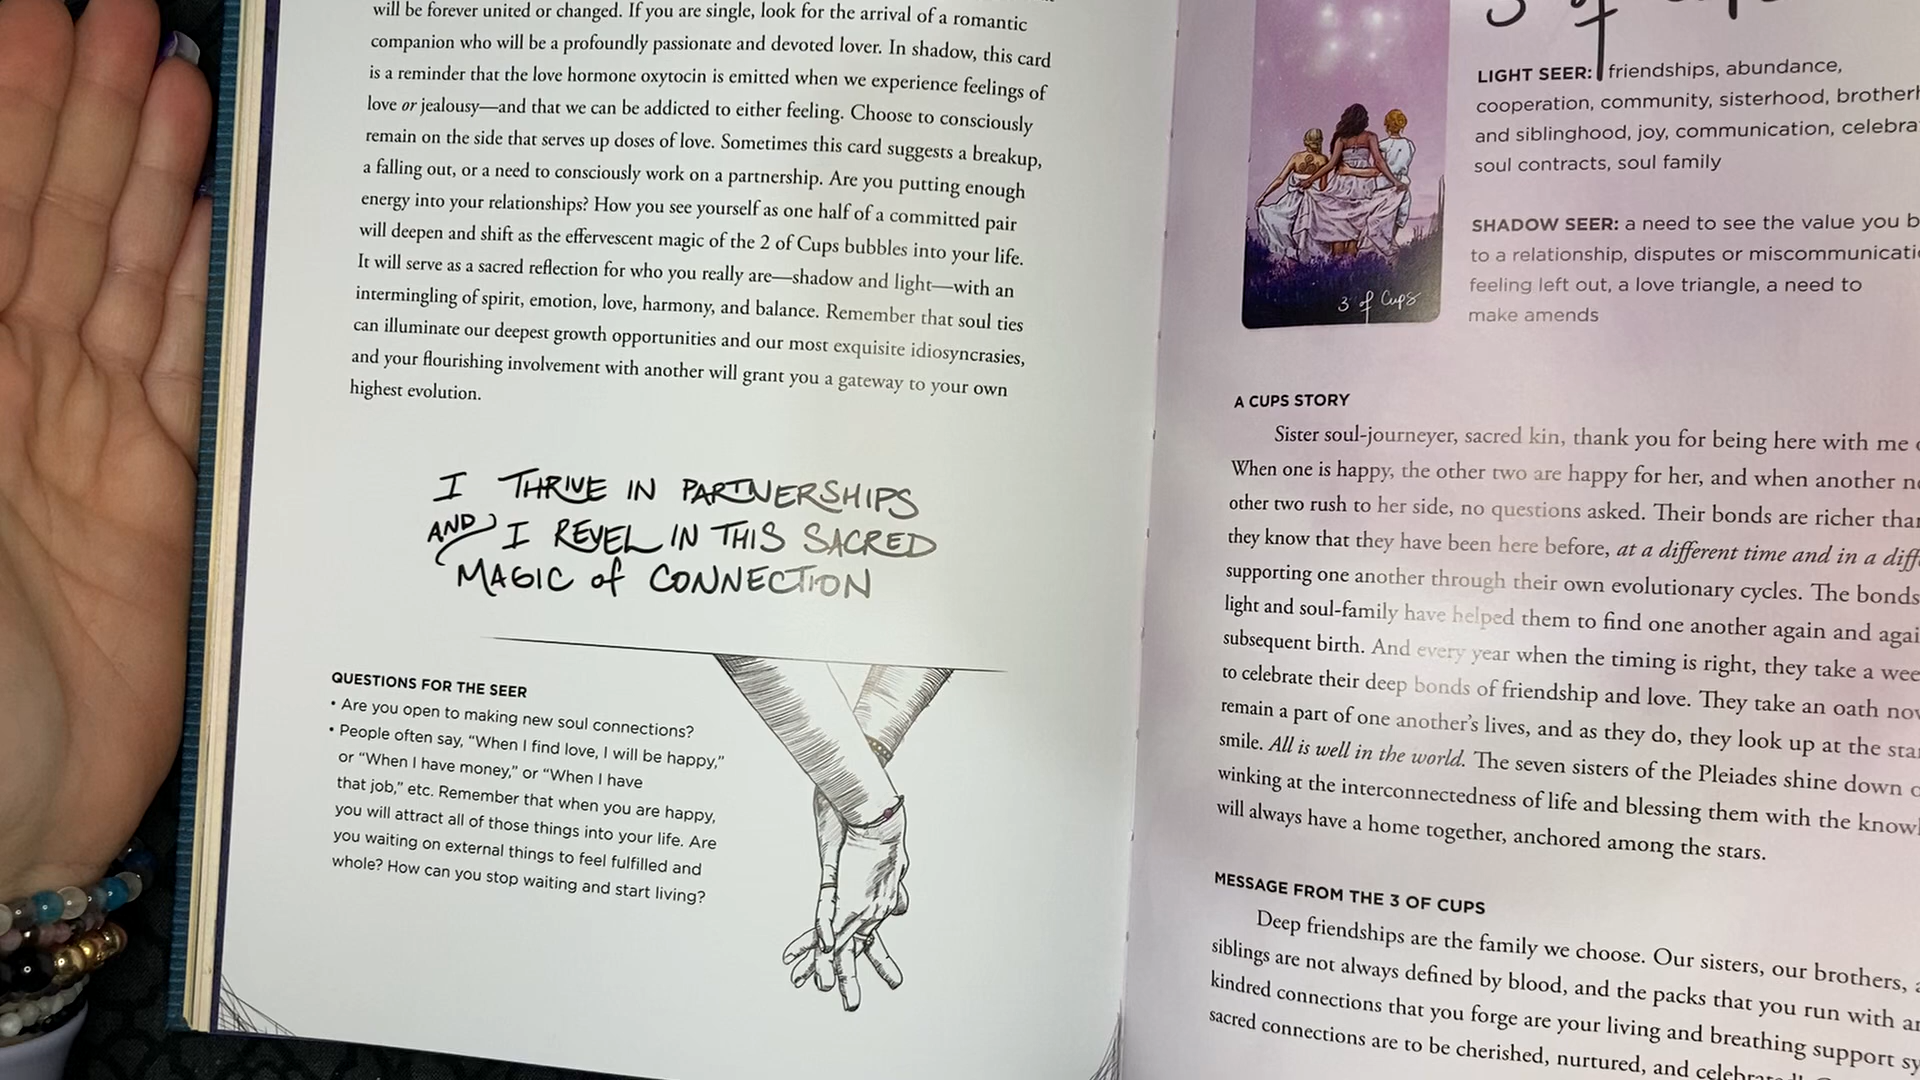 will be forever united or changed. If you are single, look for the arrival of a romantic
companion who will be a profoundly passionate and devoted lover. In shadow, this card
is a reminder that the love hormone oxytocin is emitted when we experience feelings of
love or jealousy—and that we can be addicted to either feeling. Choose to consciously
remain on the side that serves up doses of love. Sometimes this card suggests a breakup,
a falling out, or a need to consciously work on a partnership. Are you putting enough
energy into your relationships? How you see yourself as one half of a committed pair
will deepen and shift as the effervescent magic of the 2 of Cups bubbles into your life.
It will serve as a sacred reflection for who you really are—shadow and light—with an
intermingling of spirit, emotion, love, harmony, and balance. Remember that soul ties
can illuminate our deepest growth opportunities and our most exquisite idiosyncrasies,
and your flourishing involvement with another will grant you a gateway to your own
highest evolution.
I THRIVE IN PARTNERSHIPS
AND I REVEL IN THIS SACRED
MAGIC of CONNECTION
QUESTIONS FOR THE SEER
• Are you open to making new soul connections?
• People often say, “When I find love, I will be happy,”
or “When I have money,” or “When I have
that job,” etc. Remember that when you are happy,
you will attract all of those things into your life. Are
you waiting on external things to feel fulfilled and
whole? How can you stop waiting and start living?
3 of Cups
3 of Cups
LIGHT SEER: friendships, abundance,
cooperation, community, sisterhood,
and siblinghood, joy, communication,
soul contracts, soul family
SHADOW SEER: a need to see the value you
to a relationship, disputes or
feeling left out, a love triangle, a need to
make amends
A CUPS STORY
Sister soul-journeyer, sacred kin, thank you for being here with me
When one is happy, the other two are happy for her, and when another
other two rush to her side, no questions asked. Their bonds are richer
they know that they have been here before, at a different time and in a
supporting one another through their own evolutionary cycles. The bonds
light and soul-family have helped them to find one another again and
subsequent birth. And every year when the timing is right, they take a
to celebrate their deep bonds of friendship and love. They take an oath
remain a part of one another’s lives, and as they do, they look up at the
smile. All is well in the world. The seven sisters of the Pleiades shine down
winking at the interconnectedness of life and blessing them with the
will always have a home together, anchored among the stars.
MESSAGE FROM THE 3 OF CUPS
Deep friendships are the family we choose. Our sisters, our brothers,
siblings are not always defined by blood, and the packs that you run with
kindred connections that you forge are your living and breathing support
sacred connections are to be cherished, nurtured, and